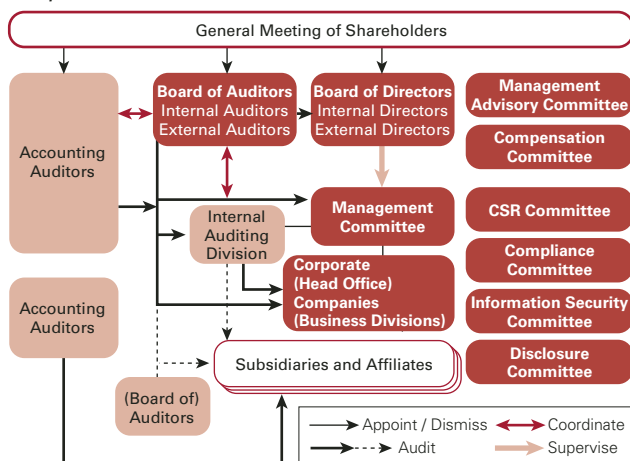 General Meeting of Shareholders
Accounting
Auditors
Board of Auditors
Internal Auditors
External Auditors
Board of Directors
Internal Directors
External Directors
Management
Advisory Committee
Compensation
Committee
Management
Committee
CSR Committee
Internal
Auditing
Division
Compliance
Committee
Corporate
(Head Office)
Companies
(Business Divisions)
Accounting
Auditors
Information Security
Committee
Subsidiaries and Affiliates
Disclosure
Committee
(Board of)
Auditors
Appoint / Dismiss
Coordinate
Audit
Supervise